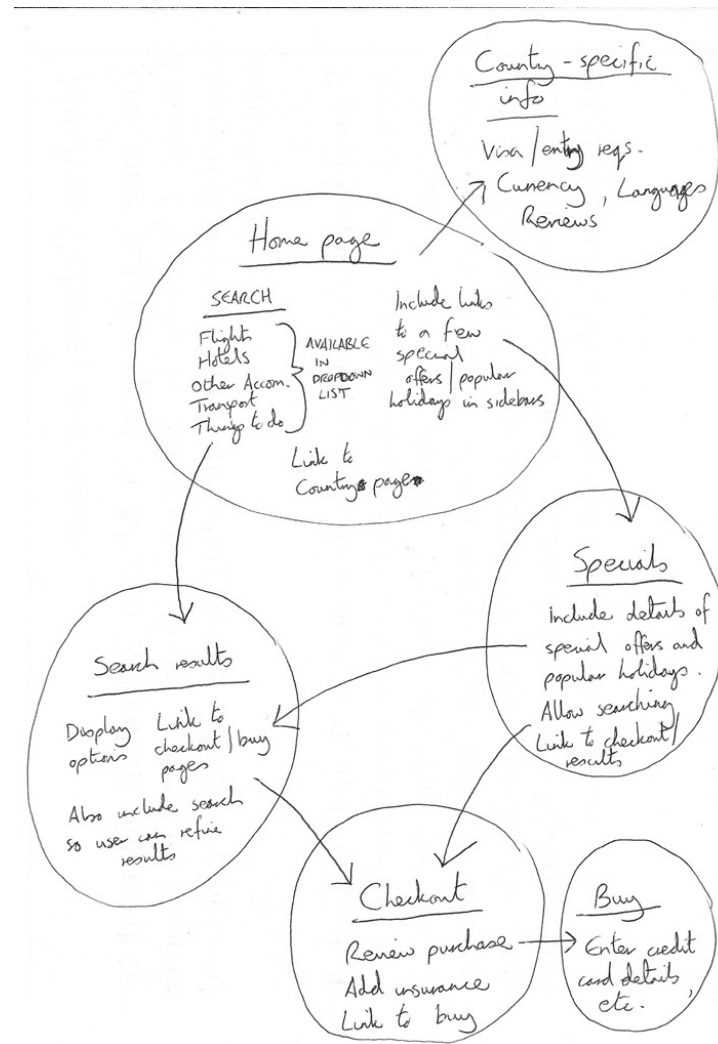 Country-specific
info
Visa/entry reqs.
Currency, Languages
Reviews
Home page
SEARCH
Flights
Hotels
Other Accom.
Transport
Things to do
AVAILABLE
IN
DROPDOWN
LIST
Include links
to a few
special
offers/popular
holidays in sidebars
Link to
Country page
Specials
Include details of
special offers and
popular holidays.
Allow searching
Link to checkout/
results
Search results
Display
options
Link to
checkout/buy
pages
Also include search
so user can refine
results
Checkout
Review purchase
Add insurance
Link to buy
Buy
Enter credit
card details,
etc.